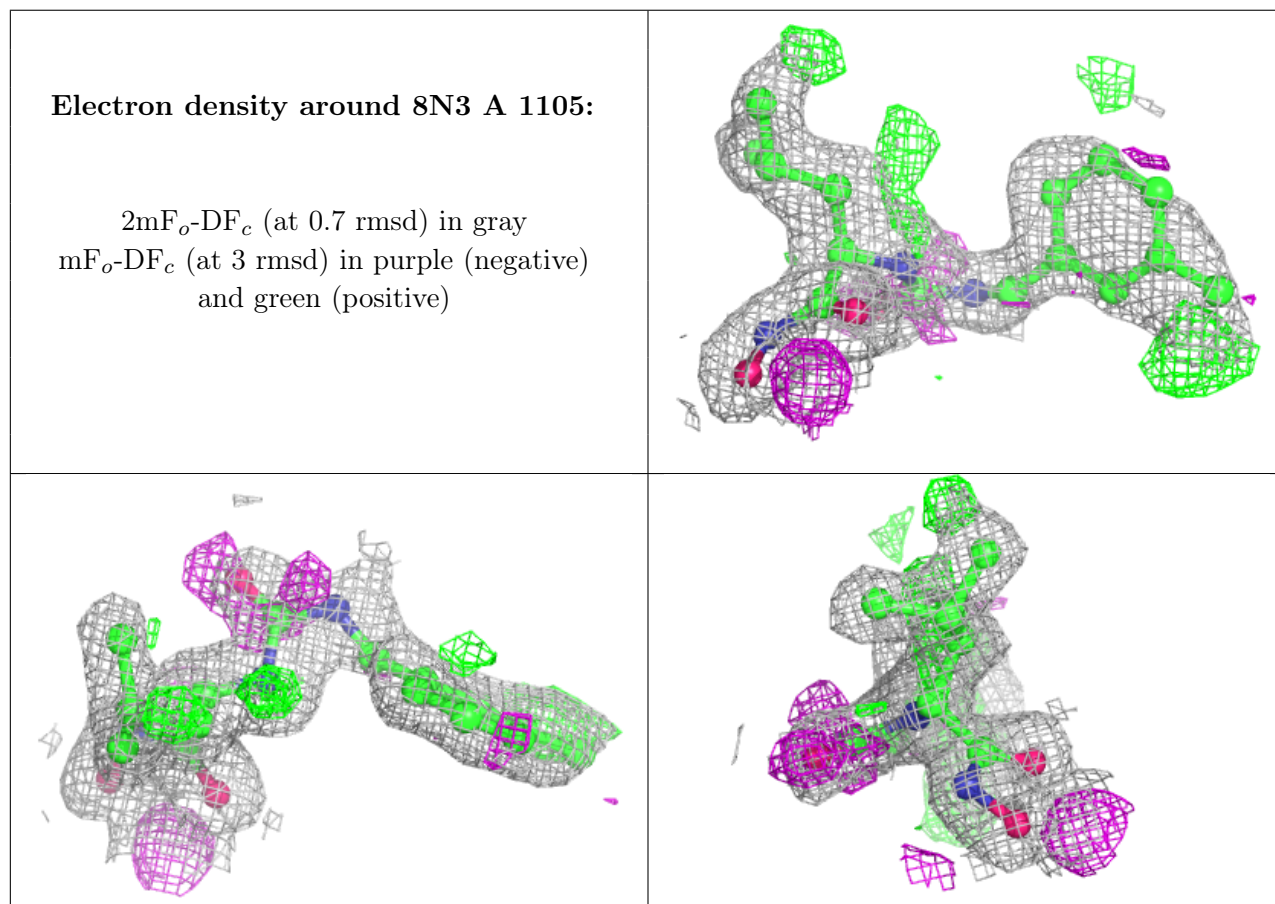 Electron density around 8N3 A 1105:
2mFo-DFc (at 0.7 rmsd) in gray
mFo-DFc (at 3 rmsd) in purple (negative)
and green (positive)